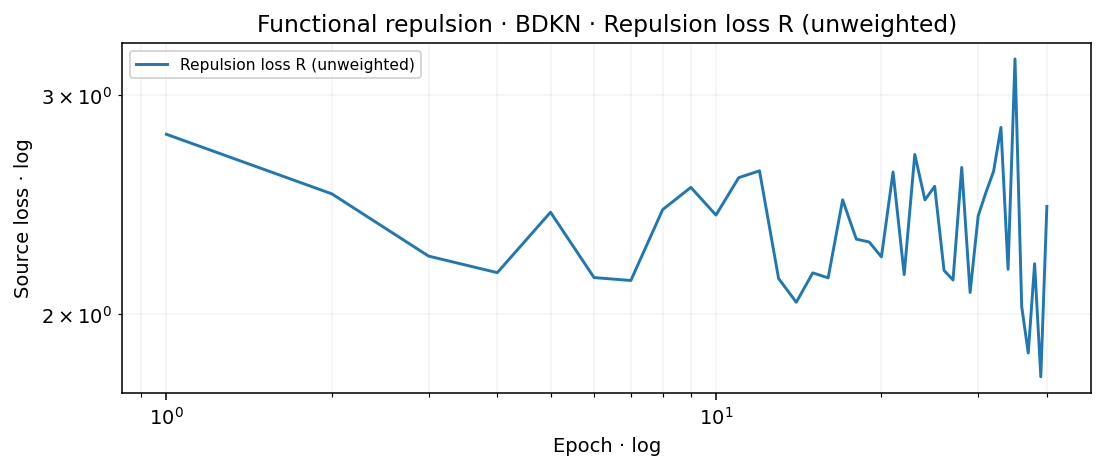 Functional repulsion · BDKN · Repulsion loss R (unweighted)
Repulsion loss R (unweighted)
3 × 10⁰
2 × 10⁰
Source loss · log
10⁰ 10¹
Epoch · log